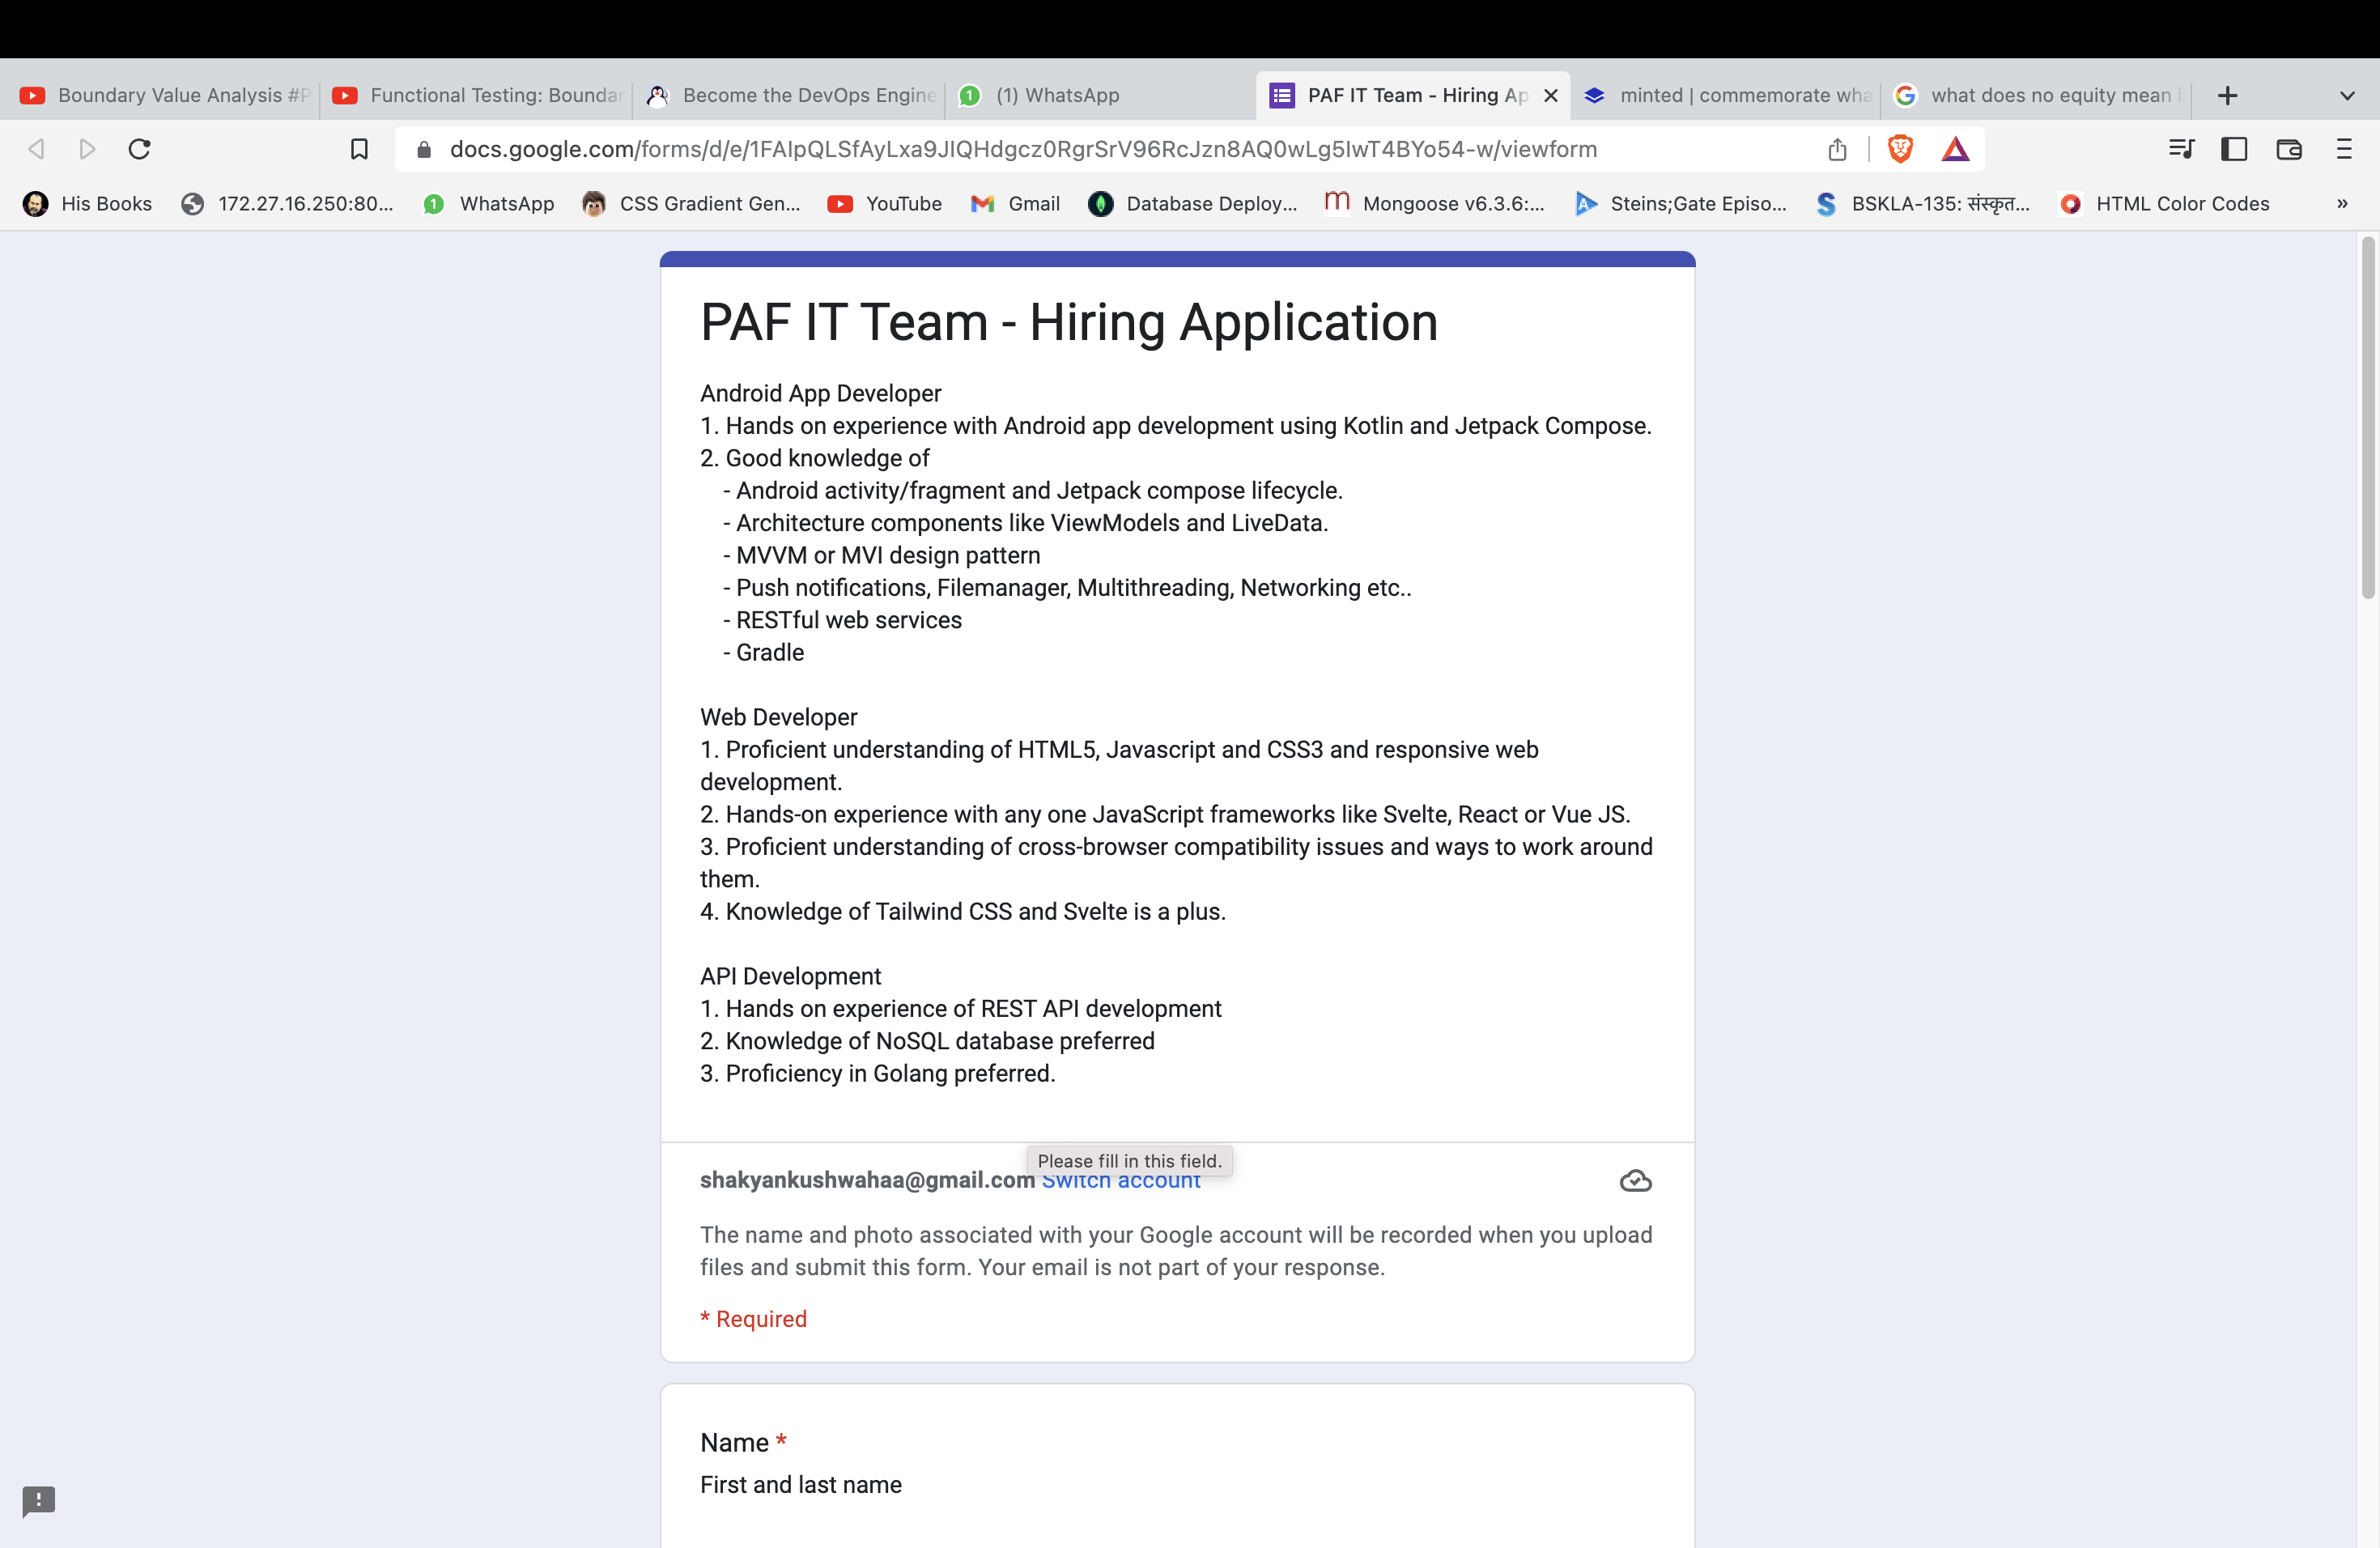 Boundary Value Analysis #P
Functional Testing: Boundar
Become the DevOps Engine
1
(1) WhatsApp
PAF IT Team - Hiring Ap
minted | commemorate wha
what does no equity mean i
docs.google.com/forms/d/e/1FAIpQLSfAyLxa9JIQHdgcz0RgrSrV96RcJzn8AQ0wLg5IwT4BYo54-w/viewform
His Books
172.27.16.250:80...
1
WhatsApp
CSS Gradient Gen...
YouTube
Gmail
Database Deploy...
Mongoose v6.3.6:...
Steins;Gate Episo...
BSKLA-135: संस्कृत...
HTML Color Codes
»
PAF IT Team - Hiring Application
Android App Developer
1. Hands on experience with Android app development using Kotlin and Jetpack Compose.
2. Good knowledge of
- Android activity/fragment and Jetpack compose lifecycle.
- Architecture components like ViewModels and LiveData.
- MVVM or MVI design pattern
- Push notifications, Filemanager, Multithreading, Networking etc..
- RESTful web services
- Gradle
Web Developer
1. Proficient understanding of HTML5, Javascript and CSS3 and responsive web
development.
2. Hands-on experience with any one JavaScript frameworks like Svelte, React or Vue JS.
3. Proficient understanding of cross-browser compatibility issues and ways to work around
them.
4. Knowledge of Tailwind CSS and Svelte is a plus.
API Development
1. Hands on experience of REST API development
2. Knowledge of NoSQL database preferred
3. Proficiency in Golang preferred.
Please fill in this field.
shakyankushwahaa@gmail.com Switch account
The name and photo associated with your Google account will be recorded when you upload
files and submit this form. Your email is not part of your response.
* Required
Name *
First and last name